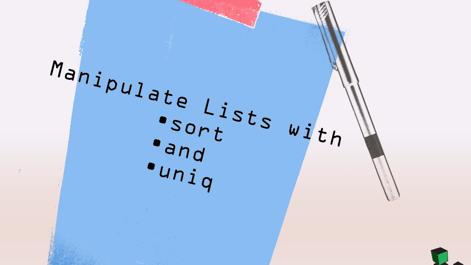 Manipulate Lists with
•sort
•and
•uniq